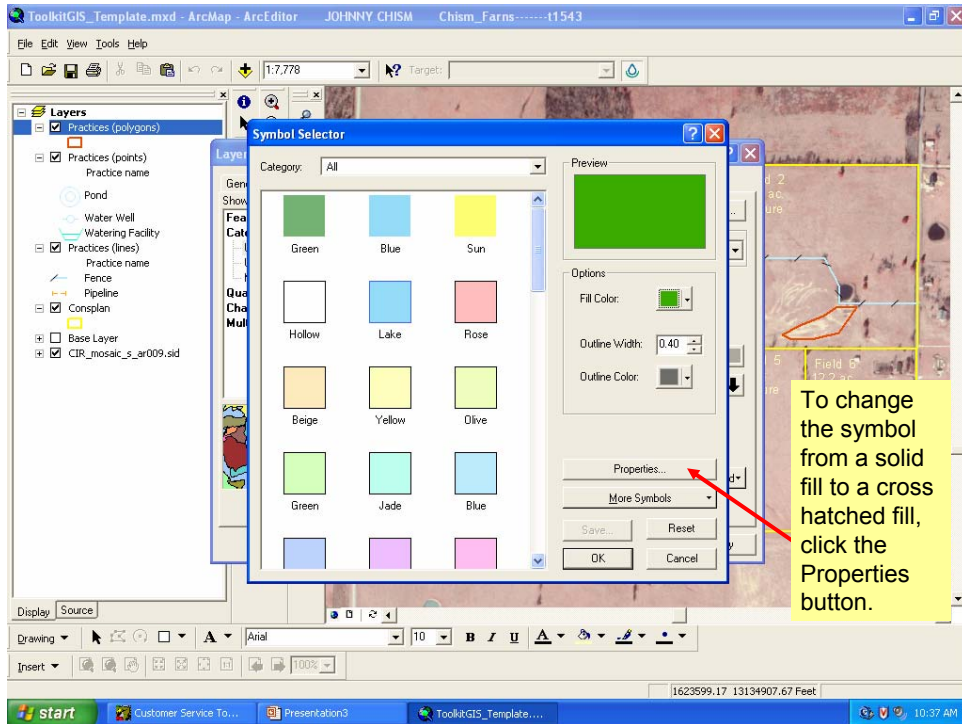 ToolkitGIS_Template.mxd - ArcMap - ArcEditor JOHNNY CHISM Chism_Farns-------t1543
File Edit View Tools Help
1:7,778 Target:
Layers
Practices (polygons)
Practices (points)
Practice name
Pond
Water Well
Watering Facility
Practices (lines)
Practice name
Fence
Pipeline
Consplan
Base Layer
CIR_mosaic_s_ar009.sid
Display Source
Symbol Selector
Category: All
Green Blue Sun
Hollow Lake Rose
Beige Yellow Olive
Green Jade Blue
Preview
Options
Fill Color:
Outline Width: 0.40
Outline Color:
Properties...
More Symbols
Save... Reset
OK Cancel
Field 6
To change
the symbol
from a solid
fill to a cross
hatched fill,
click the
Properties
button.
Drawing A Arial 10 B I U A
Insert 100%
1623599.17 13134907.67 Feet
start Customer Service To... Presentation3 ToolkitGIS_Template.... 10:37 AM